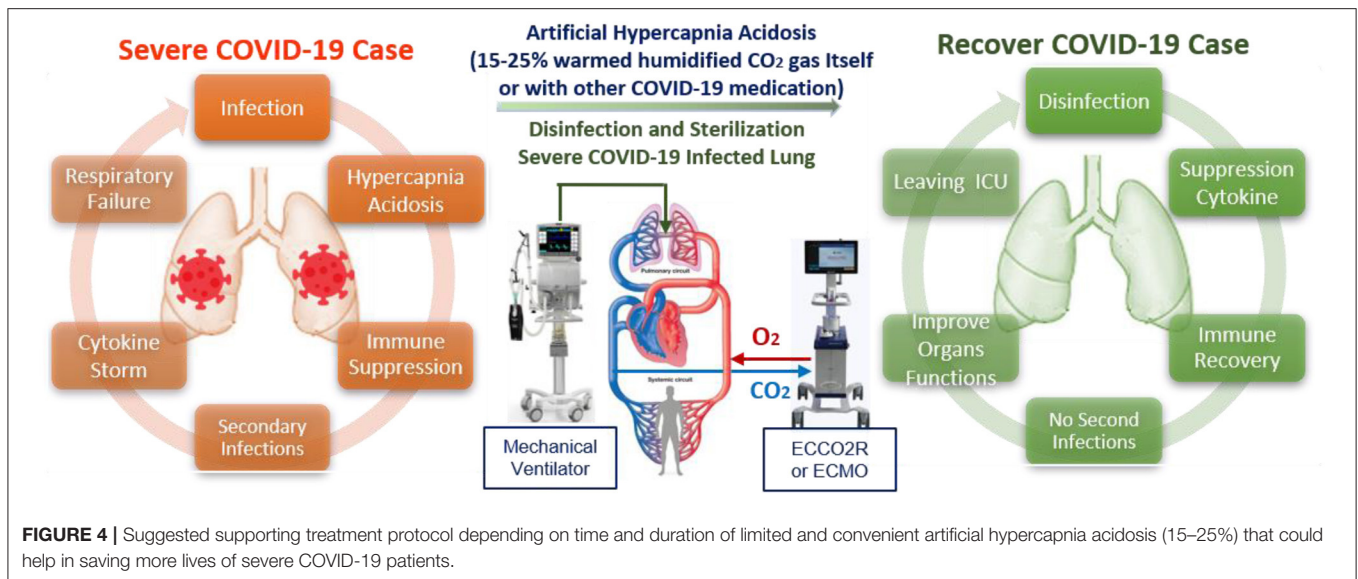 Severe COVID-19 Case
Infection
Hypercapnia
Acidosis
Immune
Suppression
Secondary
Infections
Cytokine
Storm
Respiratory
Failure
Artificial Hypercapnia Acidosis
(15-25% warmed humidified CO2 gas Itself
or with other COVID-19 medication)
Disinfection and Sterilization
Severe COVID-19 Infected Lung
Pulmonary circuit
O2
Systemic circuit
CO2
Mechanical
Ventilator
ECCO2R
or ECMO
Recover COVID-19 Case
Disinfection
Suppression
Cytokine
Immune
Recovery
No Second
Infections
Improve
Organs
Functions
Leaving ICU
FIGURE 4 | Suggested supporting treatment protocol depending on time and duration of limited and convenient artificial hypercapnia acidosis (15–25%) that could
help in saving more lives of severe COVID-19 patients.